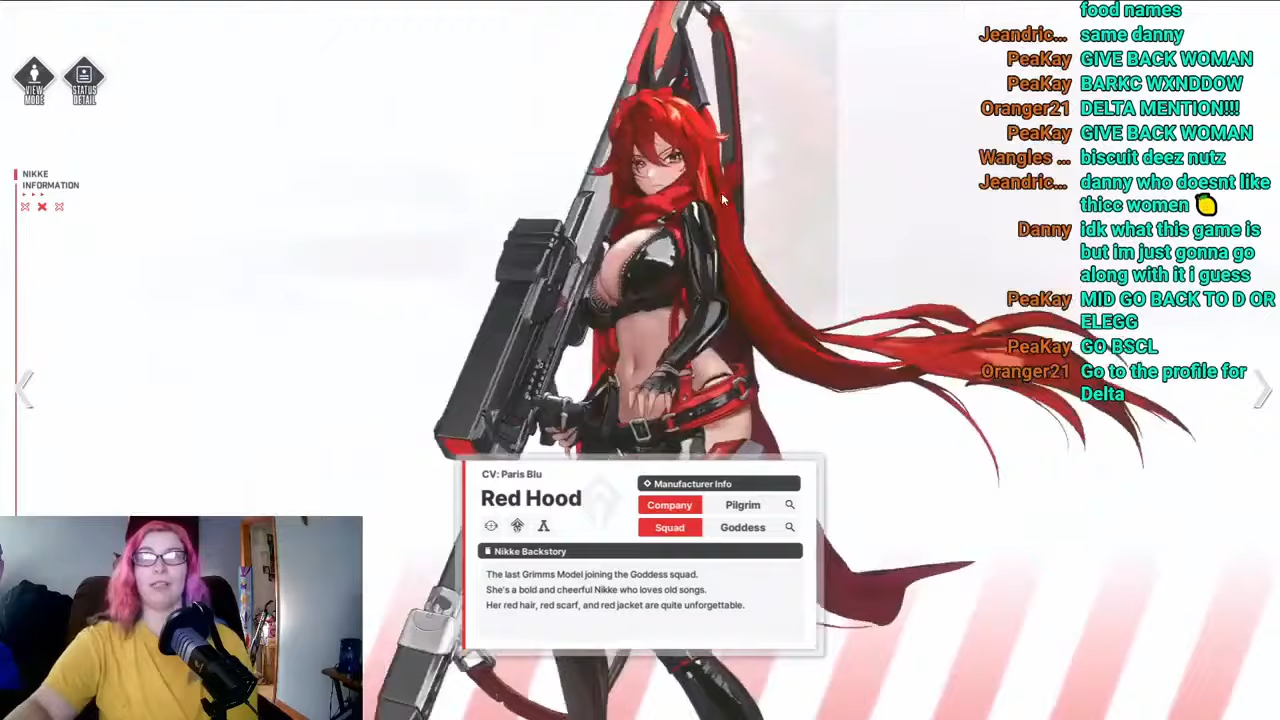 VIEW
MODE
STATUS
DETAIL
NIKKE
INFORMATION
CV: Paris Blu
Red Hood
Manufacturer Info
Company Pilgrim
Squad Goddess
Nikke Backstory
The last Grimms Model joining the Goddess squad.
She's a bold and cheerful Nikke who loves old songs.
Her red hair, red scarf, and red jacket are quite unforgettable.
food names
Jeandric... same danny
PeaKay GIVE BACK WOMAN
PeaKay BARKC WXNDDOW
Oranger21 DELTA MENTION!!!
PeaKay GIVE BACK WOMAN
Wangles ... biscuit deez nutz
Jeandric... danny who doesnt like
thicc women 🍋
Danny idk what this game is
but im just gonna go
along with it i guess
PeaKay MID GO BACK TO D OR
ELEGG
PeaKay GO BSCL
Oranger21 Go to the profile for
Delta